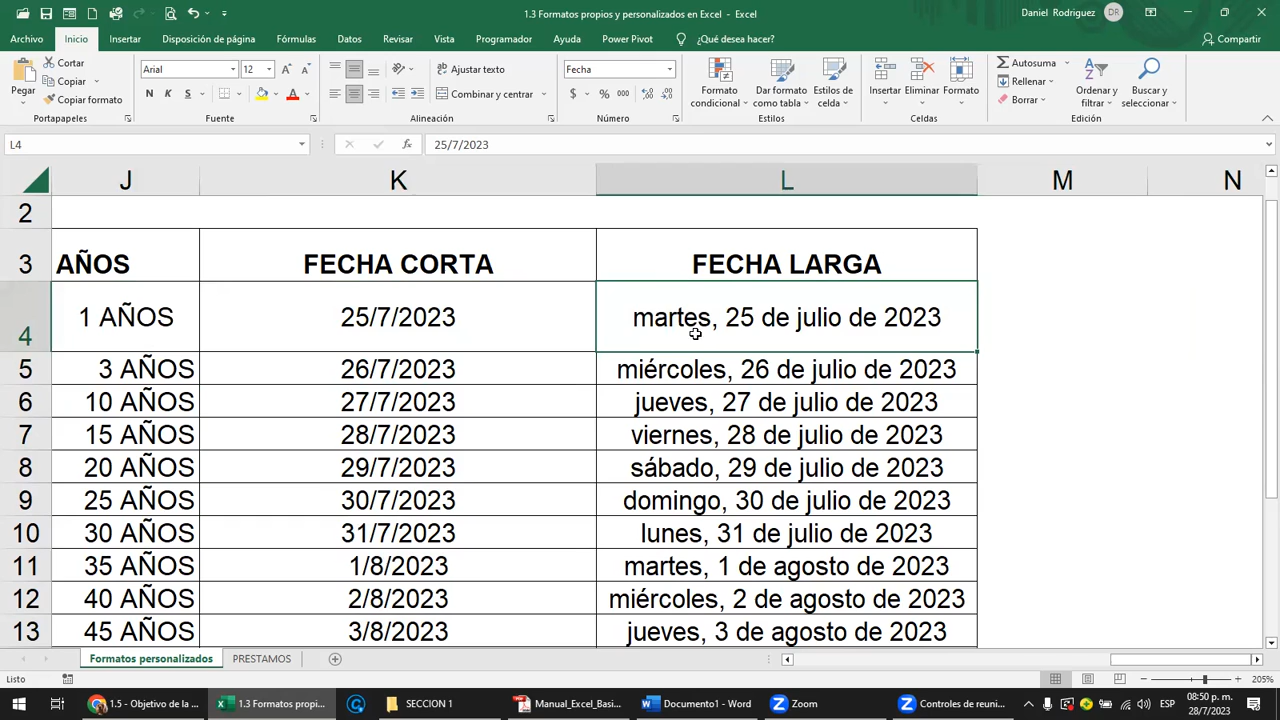 1.3 Formatos propios y personalizados en Excel - Excel
Daniel Rodriguez DR
Archivo Inicio Insertar Disposición de página Fórmulas Datos Revisar Vista Programador Ayuda Power Pivot ¿Qué desea hacer? Compartir
Pegar
Cortar
Copiar
Copiar formato
Portapapeles
Arial 12
N K S
Fuente
Ajustar texto
Combinar y centrar
Alineación
Fecha
$ % 000
Número
Formato condicional
Dar formato como tabla
Estilos de celda
Estilos
Insertar Eliminar Formato
Celdas
Autosuma
Rellenar
Borrar
Ordenar y filtrar
Buscar y seleccionar
Edición
L4 fx 25/7/2023
J K L M N
2
3 AÑOS FECHA CORTA FECHA LARGA
4 1 AÑOS 25/7/2023 martes, 25 de julio de 2023
5 3 AÑOS 26/7/2023 miércoles, 26 de julio de 2023
6 10 AÑOS 27/7/2023 jueves, 27 de julio de 2023
7 15 AÑOS 28/7/2023 viernes, 28 de julio de 2023
8 20 AÑOS 29/7/2023 sábado, 29 de julio de 2023
9 25 AÑOS 30/7/2023 domingo, 30 de julio de 2023
10 30 AÑOS 31/7/2023 lunes, 31 de julio de 2023
11 35 AÑOS 1/8/2023 martes, 1 de agosto de 2023
12 40 AÑOS 2/8/2023 miércoles, 2 de agosto de 2023
13 45 AÑOS 3/8/2023 jueves, 3 de agosto de 2023
Formatos personalizados PRESTAMOS
Listo 205%
1.5 - Objetivo de la ... 1.3 Formatos propi... SECCION 1 Manual_Excel_Basi... Documento1 - Word Zoom Controles de reuni... ESP 08:50 p. m.
28/7/2023